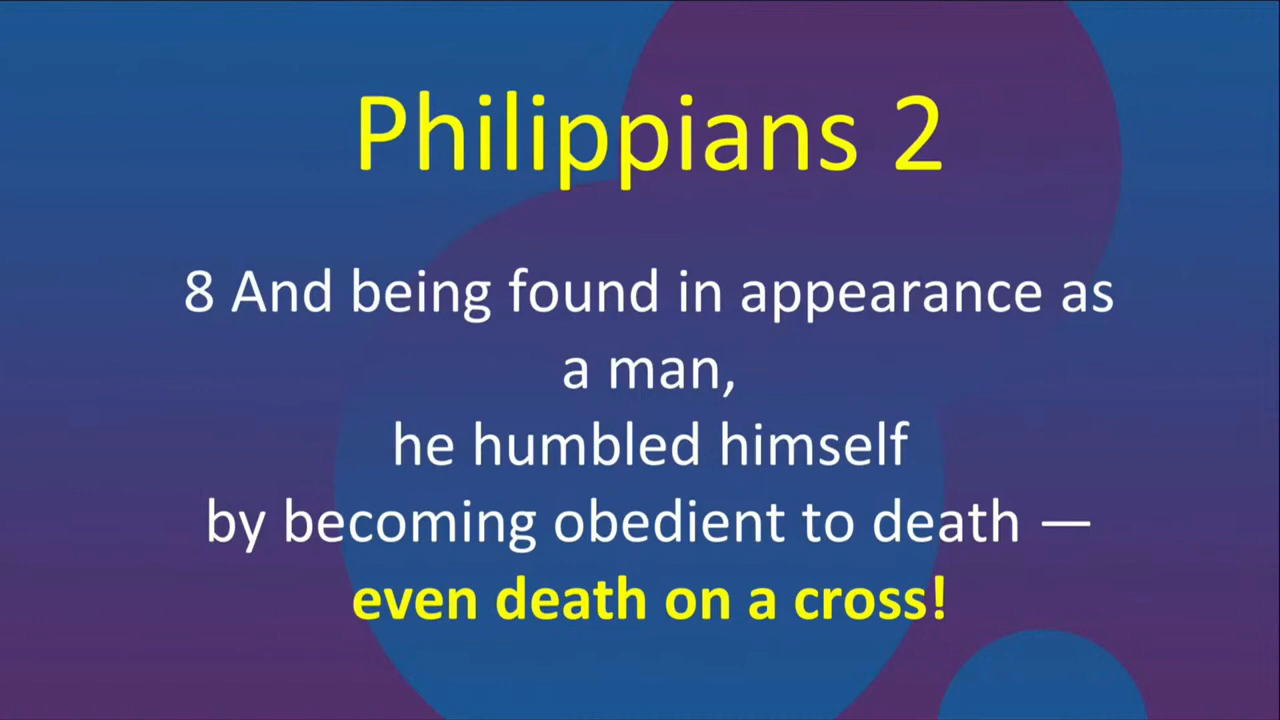 Philippians 2
8 And being found in appearance as
a man,
he humbled himself
by becoming obedient to death —
even death on a cross!